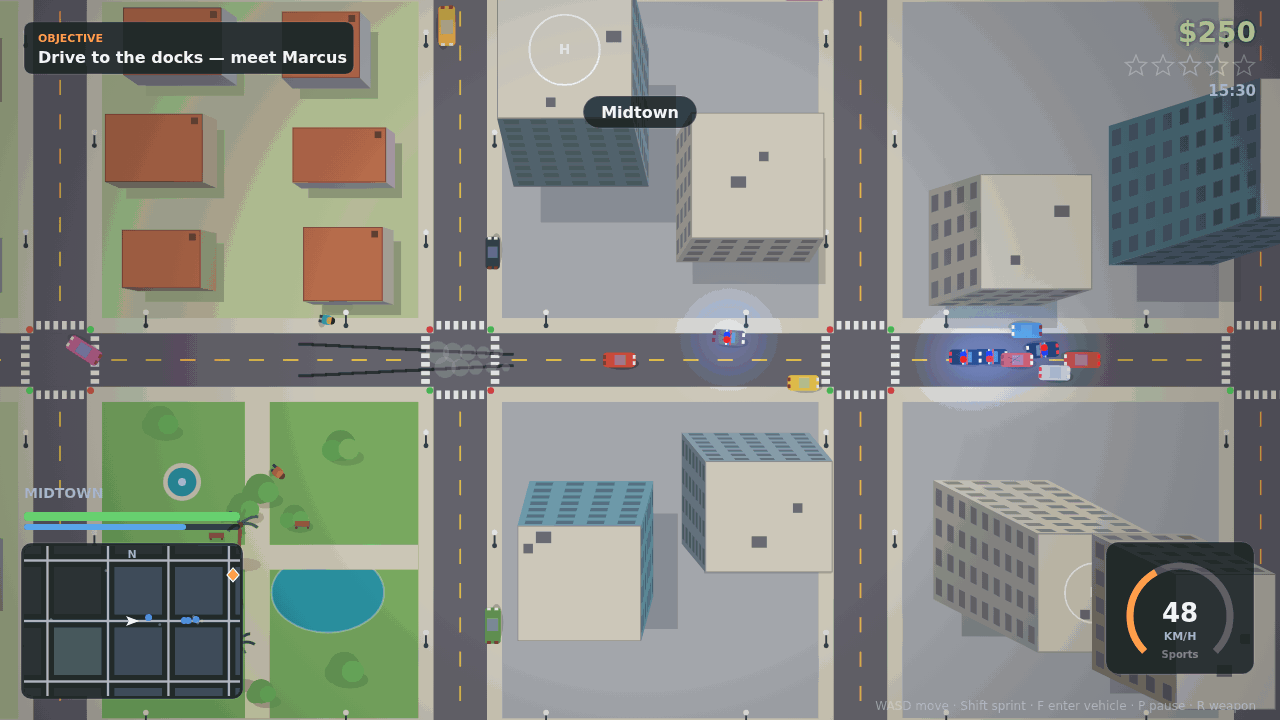 OBJECTIVE
Drive to the docks — meet Marcus
$250
15:30
H
Midtown
MIDTOWN
N
48
KM/H
Sports
WASD move · Shift sprint · F enter vehicle · P pause · R weapon